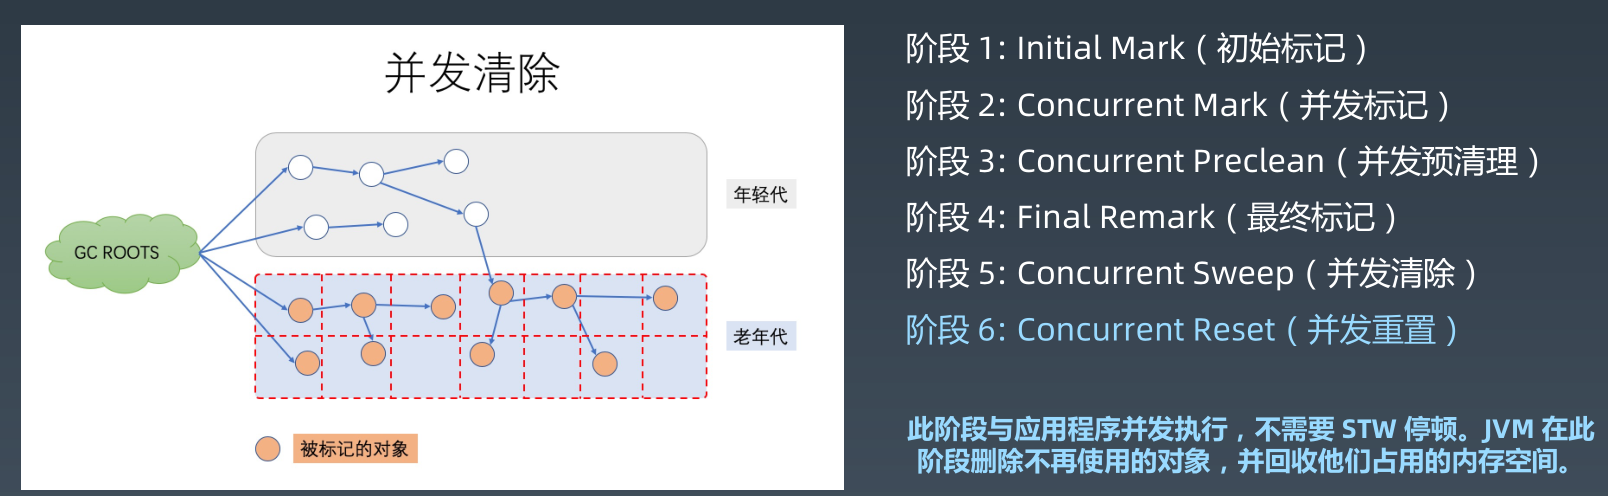 并发清除
GC ROOTS
年轻代
老年代
被标记的对象
阶段 1: Initial Mark（初始标记）
阶段 2: Concurrent Mark（并发标记）
阶段 3: Concurrent Preclean（并发预清理）
阶段 4: Final Remark（最终标记）
阶段 5: Concurrent Sweep（并发清除）
阶段 6: Concurrent Reset（并发重置）
此阶段与应用程序并发执行，不需要 STW 停顿。JVM 在此
阶段删除不再使用的对象，并回收他们占用的内存空间。